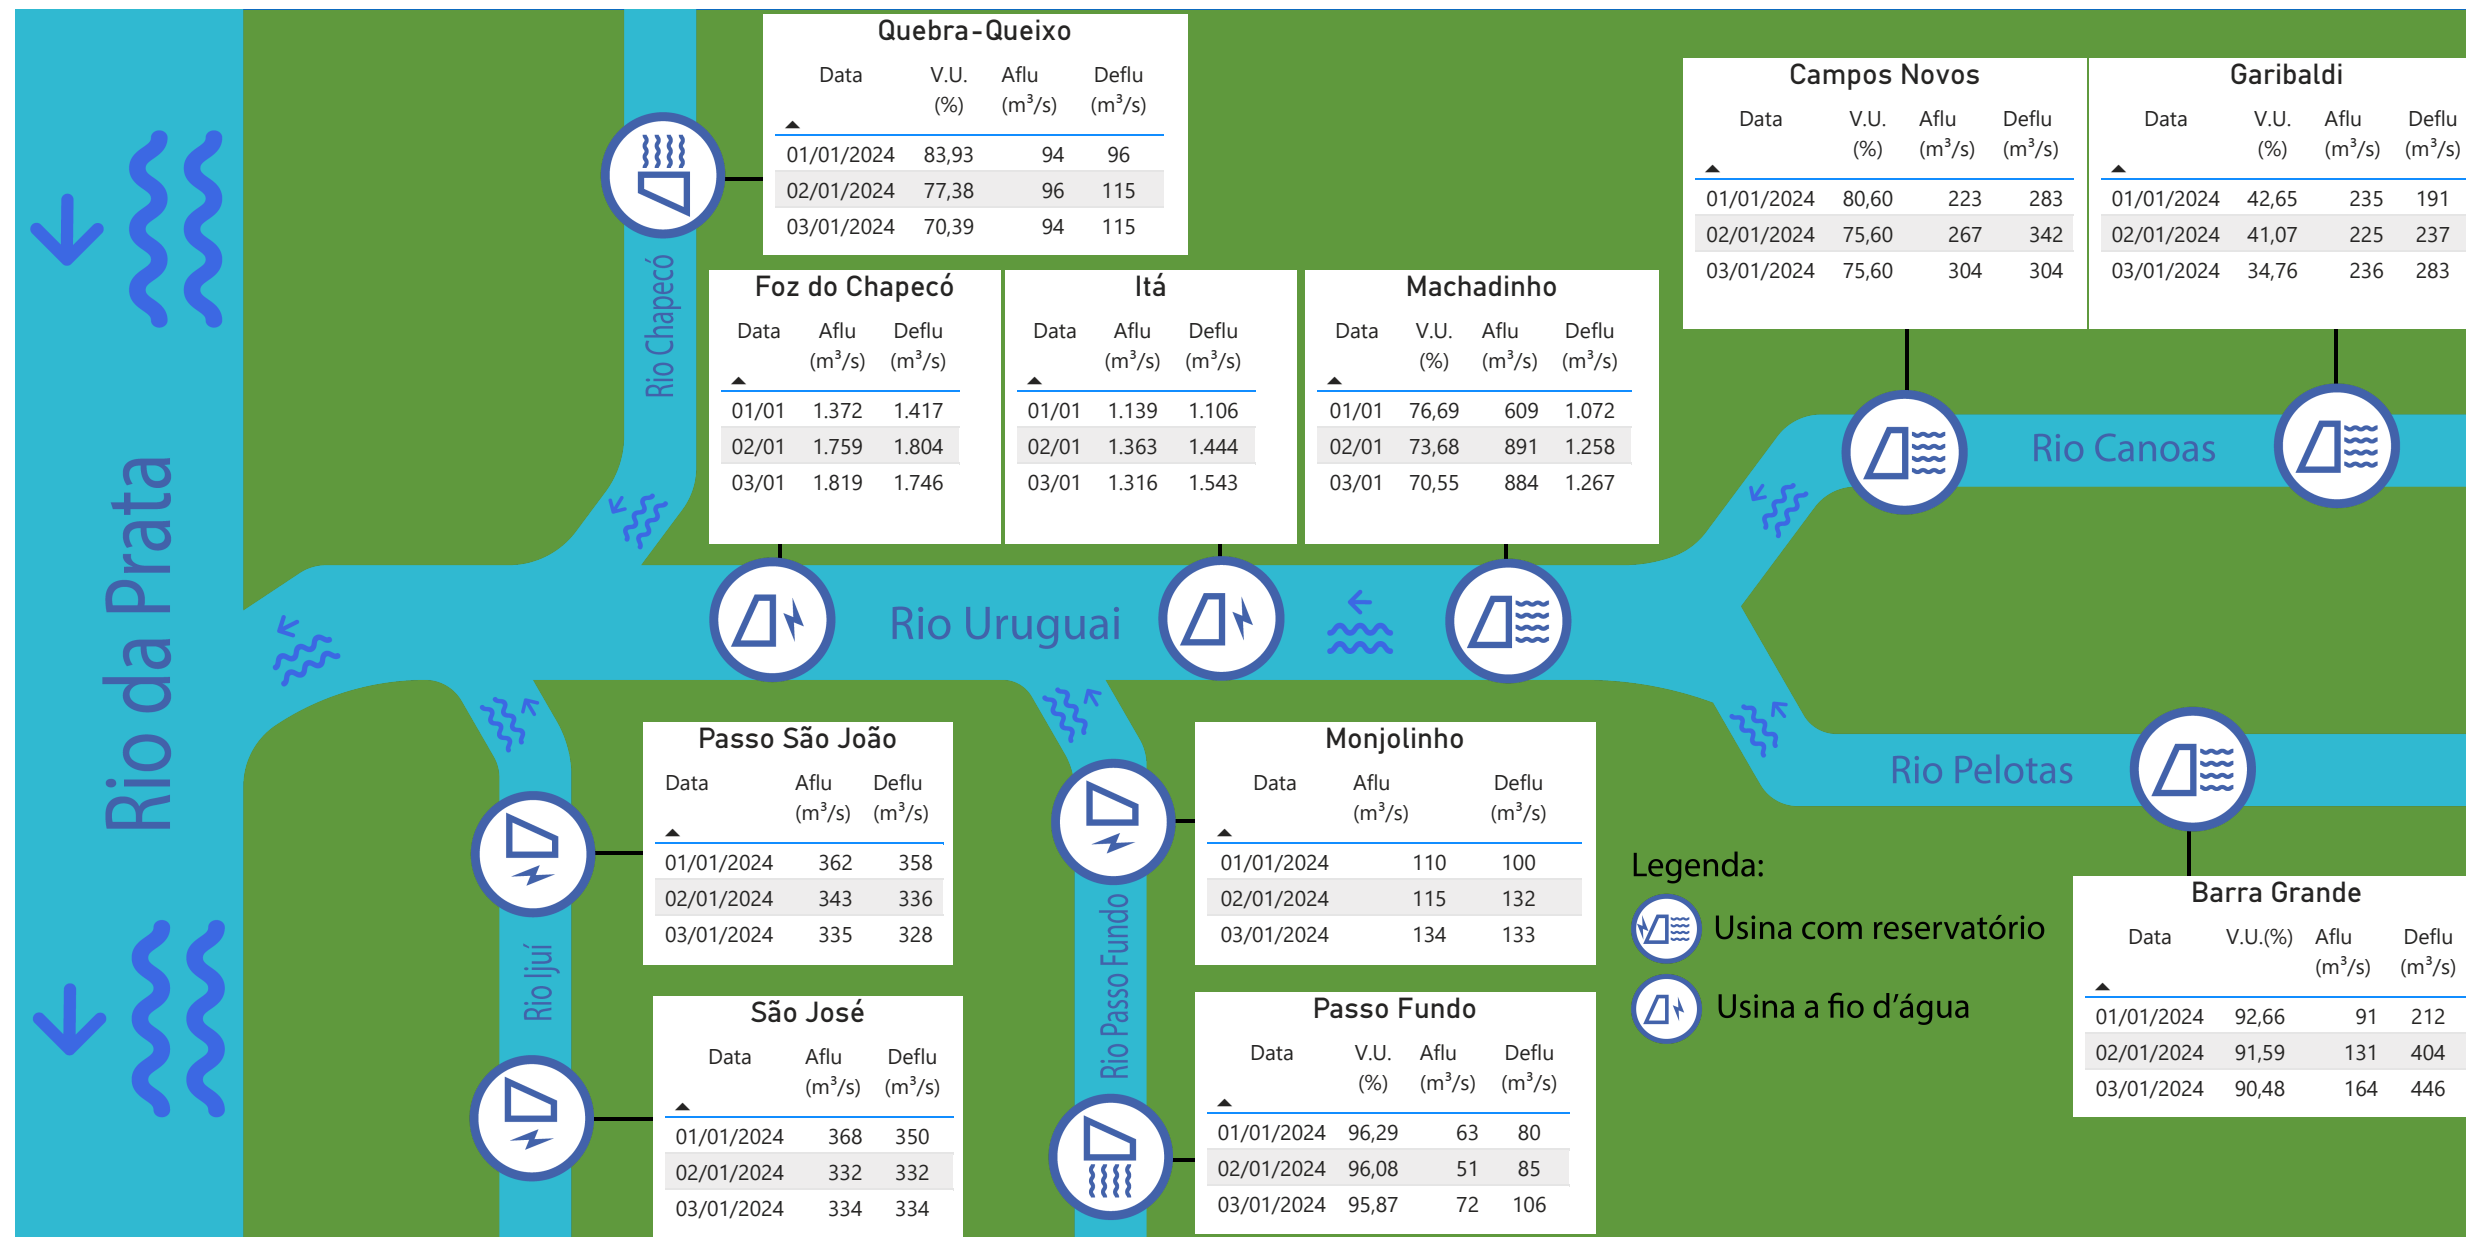 Quebra-Queixo
Data V.U. (%) Aflu (m³/s) Deflu (m³/s)
01/01/2024 83,93 94 96
02/01/2024 77,38 96 115
03/01/2024 70,39 94 115
Campos Novos
Data V.U. (%) Aflu (m³/s) Deflu (m³/s)
01/01/2024 80,60 223 283
02/01/2024 75,60 267 342
03/01/2024 75,60 304 304
Garibaldi
Data V.U. (%) Aflu (m³/s) Deflu (m³/s)
01/01/2024 42,65 235 191
02/01/2024 41,07 225 237
03/01/2024 34,76 236 283
Foz do Chapecó
Data Aflu (m³/s) Deflu (m³/s)
01/01 1.372 1.417
02/01 1.759 1.804
03/01 1.819 1.746
Itá
Data Aflu (m³/s) Deflu (m³/s)
01/01 1.139 1.106
02/01 1.363 1.444
03/01 1.316 1.543
Machadinho
Data V.U. (%) Aflu (m³/s) Deflu (m³/s)
01/01 76,69 609 1.072
02/01 73,68 891 1.258
03/01 70,55 884 1.267
Rio Chapecó
Rio Canoas
Rio da Prata
Rio Uruguai
Rio Pelotas
Passo São João
Data Aflu (m³/s) Deflu (m³/s)
01/01/2024 362 358
02/01/2024 343 336
03/01/2024 335 328
Monjolinho
Data Aflu (m³/s) Deflu (m³/s)
01/01/2024 110 100
02/01/2024 115 132
03/01/2024 134 133
Rio Ijuí
Rio Passo Fundo
Legenda:
Usina com reservatório
Usina a fio d'água
Barra Grande
Data V.U.(%) Aflu (m³/s) Deflu (m³/s)
01/01/2024 92,66 91 212
02/01/2024 91,59 131 404
03/01/2024 90,48 164 446
São José
Data Aflu (m³/s) Deflu (m³/s)
01/01/2024 368 350
02/01/2024 332 332
03/01/2024 334 334
Passo Fundo
Data V.U. (%) Aflu (m³/s) Deflu (m³/s)
01/01/2024 96,29 63 80
02/01/2024 96,08 51 85
03/01/2024 95,87 72 106